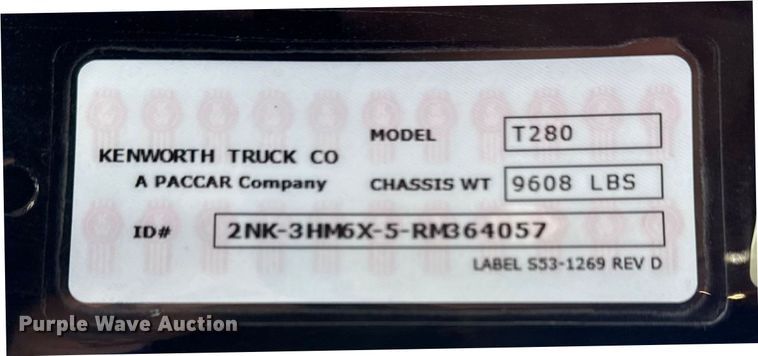 KENWORTH TRUCK CO
A PACCAR Company
MODEL T280
CHASSIS WT 9608 LBS
ID# 2NK-3HM6X-5-RM364057
LABEL S53-1269 REV D
Purple Wave Auction